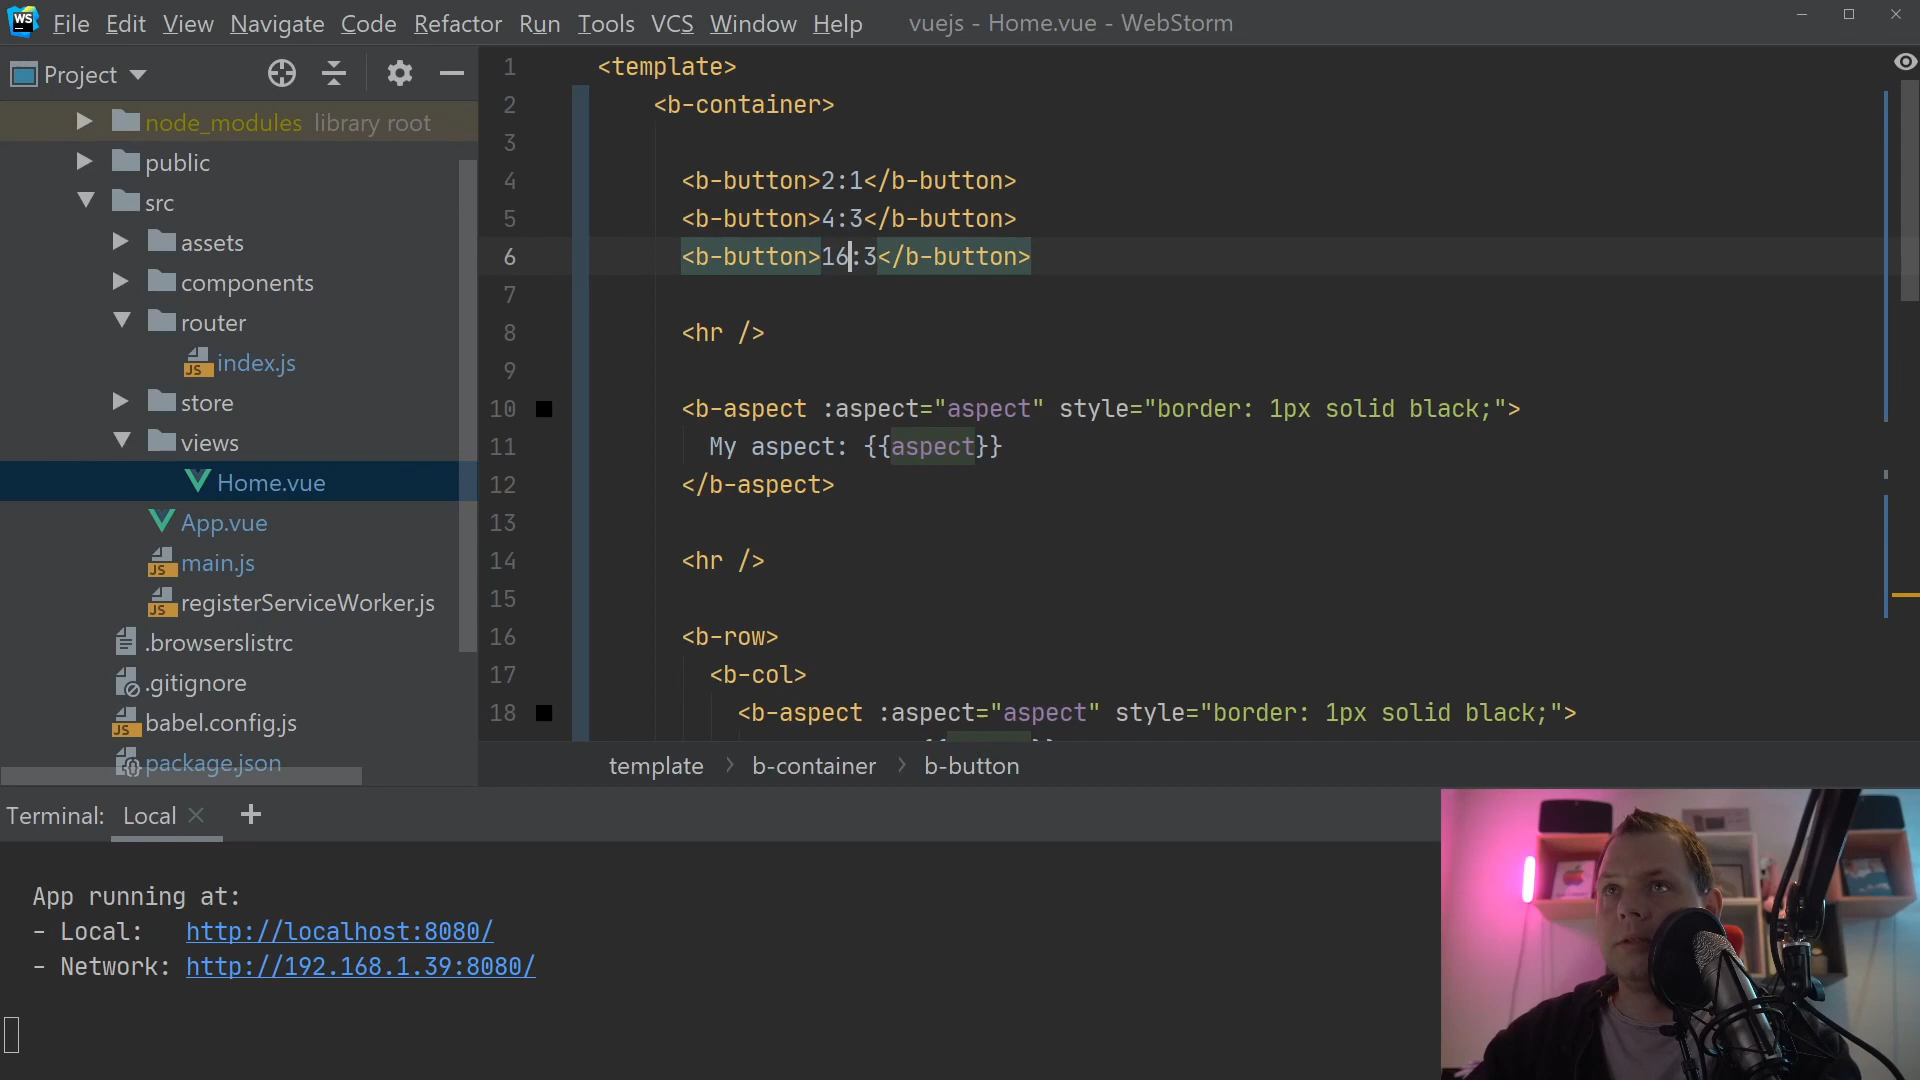 WS File Edit View Navigate Code Refactor Run Tools VCS Window Help vuejs - Home.vue - WebStorm
Project
node_modules library root
public
src
assets
components
router
index.js
store
views
Home.vue
App.vue
main.js
registerServiceWorker.js
.browserslistrc
.gitignore
babel.config.js
package.json
1 <template>
2 <b-container>
3
4 <b-button>2:1</b-button>
5 <b-button>4:3</b-button>
6 <b-button>16:3</b-button>
7
8 <hr />
9
10 <b-aspect :aspect="aspect" style="border: 1px solid black;">
11 My aspect: {{aspect}}
12 </b-aspect>
13
14 <hr />
15
16 <b-row>
17 <b-col>
18 <b-aspect :aspect="aspect" style="border: 1px solid black;">
template > b-container > b-button
Terminal: Local × +
App running at:
- Local: http://localhost:8080/
- Network: http://192.168.1.39:8080/